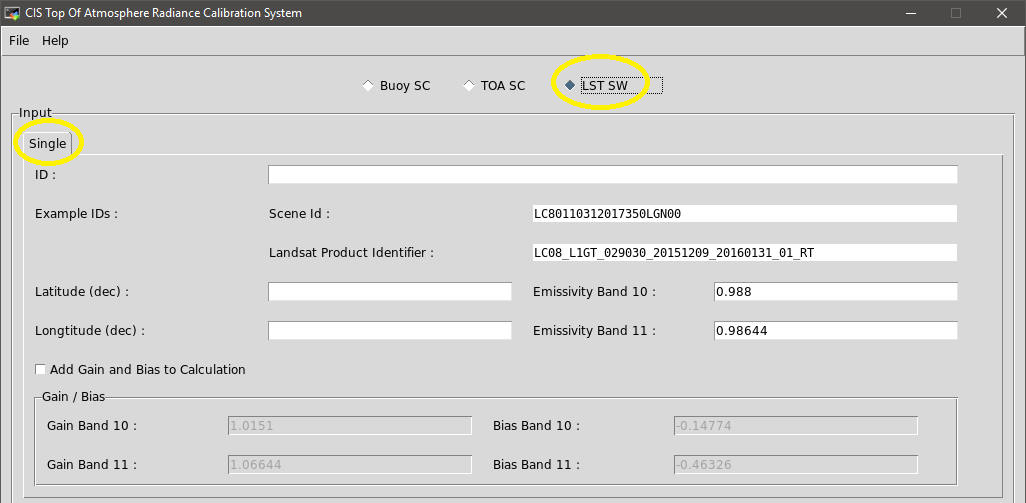 CIS Top Of Atmosphere Radiance Calibration System
File Help
Buoy SC TOA SC LST SW
Input
Single
ID :
Example IDs : Scene Id : LC80110312017350LGN00
Landsat Product Identifier : LC08_L1GT_029030_20151209_20160131_01_RT
Latitude (dec) : Emissivity Band 10 : 0.988
Longtitude (dec) : Emissivity Band 11 : 0.98644
Add Gain and Bias to Calculation
Gain / Bias
Gain Band 10 : 1.0151 Bias Band 10 : -0.14774
Gain Band 11 : 1.06644 Bias Band 11 : -0.46326